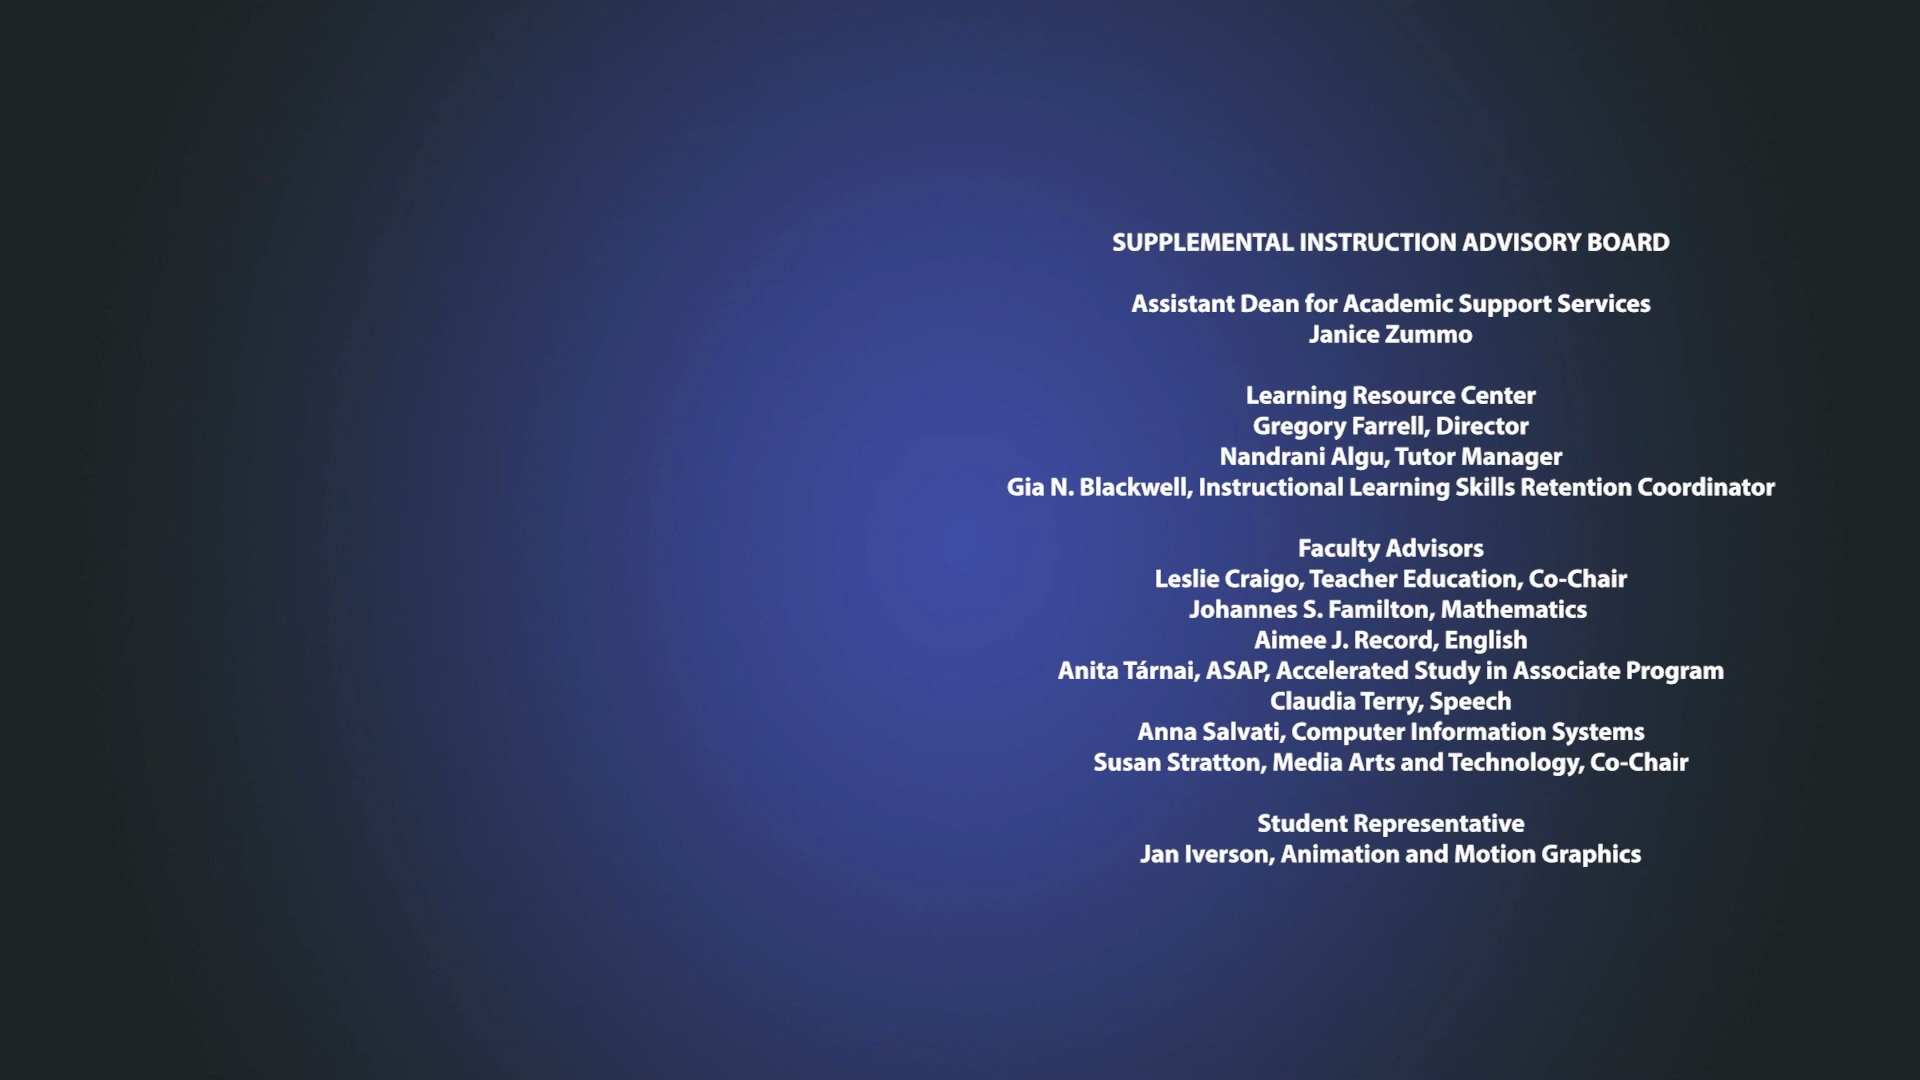 SUPPLEMENTAL INSTRUCTION ADVISORY BOARD
Assistant Dean for Academic Support Services
Janice Zummo
Learning Resource Center
Gregory Farrell, Director
Nandrani Algu, Tutor Manager
Gia N. Blackwell, Instructional Learning Skills Retention Coordinator
Faculty Advisors
Leslie Craigo, Teacher Education, Co-Chair
Johannes S. Familton, Mathematics
Aimee J. Record, English
Anita Tárnai, ASAP, Accelerated Study in Associate Program
Claudia Terry, Speech
Anna Salvati, Computer Information Systems
Susan Stratton, Media Arts and Technology, Co-Chair
Student Representative
Jan Iverson, Animation and Motion Graphics